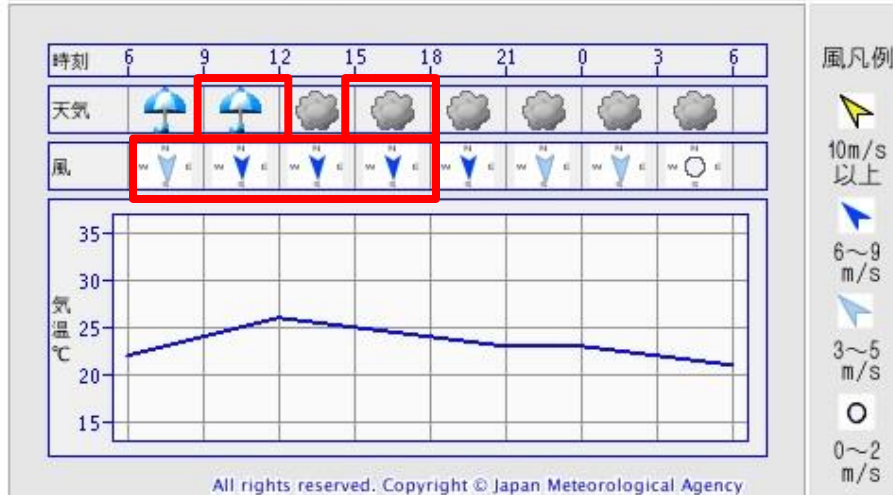 時刻 6 9 12 15 18 21 0 3 6
天気
風
N N N N N N N N
W E W E W E W E W E W E W E W E
S S S S S S S S
35
30
25
20
15
気温℃
All rights reserved. Copyright © Japan Meteorological Agency
風凡例
10m/s
以上
6～9
m/s
3～5
m/s
0～2
m/s